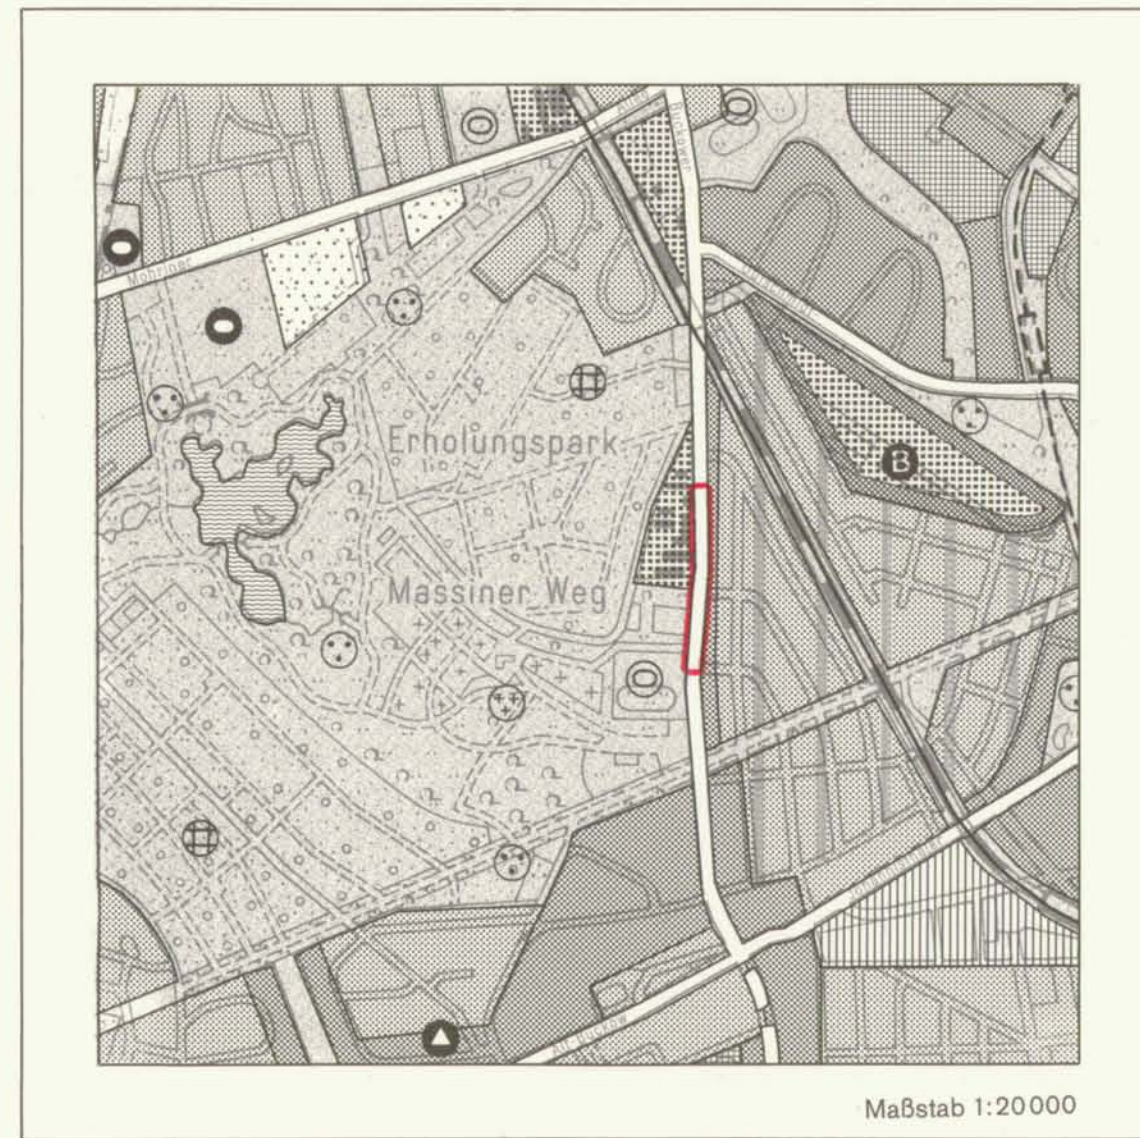 Buckower
Mohriner
Erholungspark
B
Massiner Weg
Alt-Buckow
Maßstab 1:20000